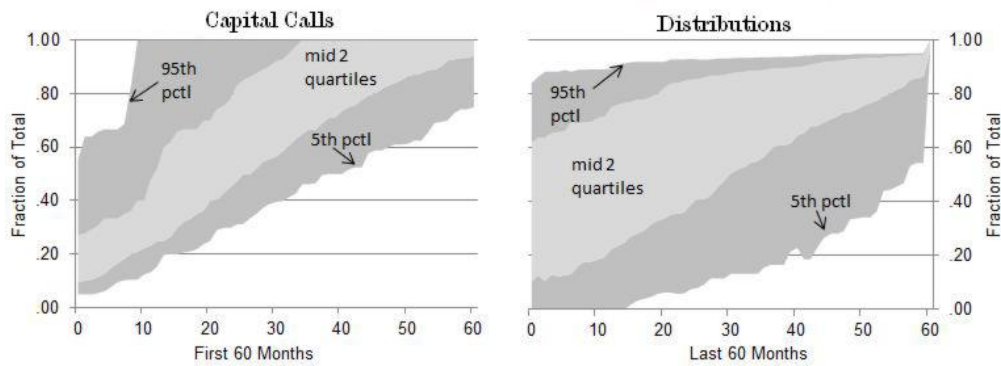 Capital Calls
1.00
.80
.60
.40
.20
.00
Fraction of Total
95th
pctl
mid 2
quartiles
5th pctl
0
10
20
30
40
50
60
First 60 Months
Distributions
95th
pctl
mid 2
quartiles
5th pctl
0
10
20
30
40
50
60
Last 60 Months
1.00
.80
.60
.40
.20
.00
Fraction of Total